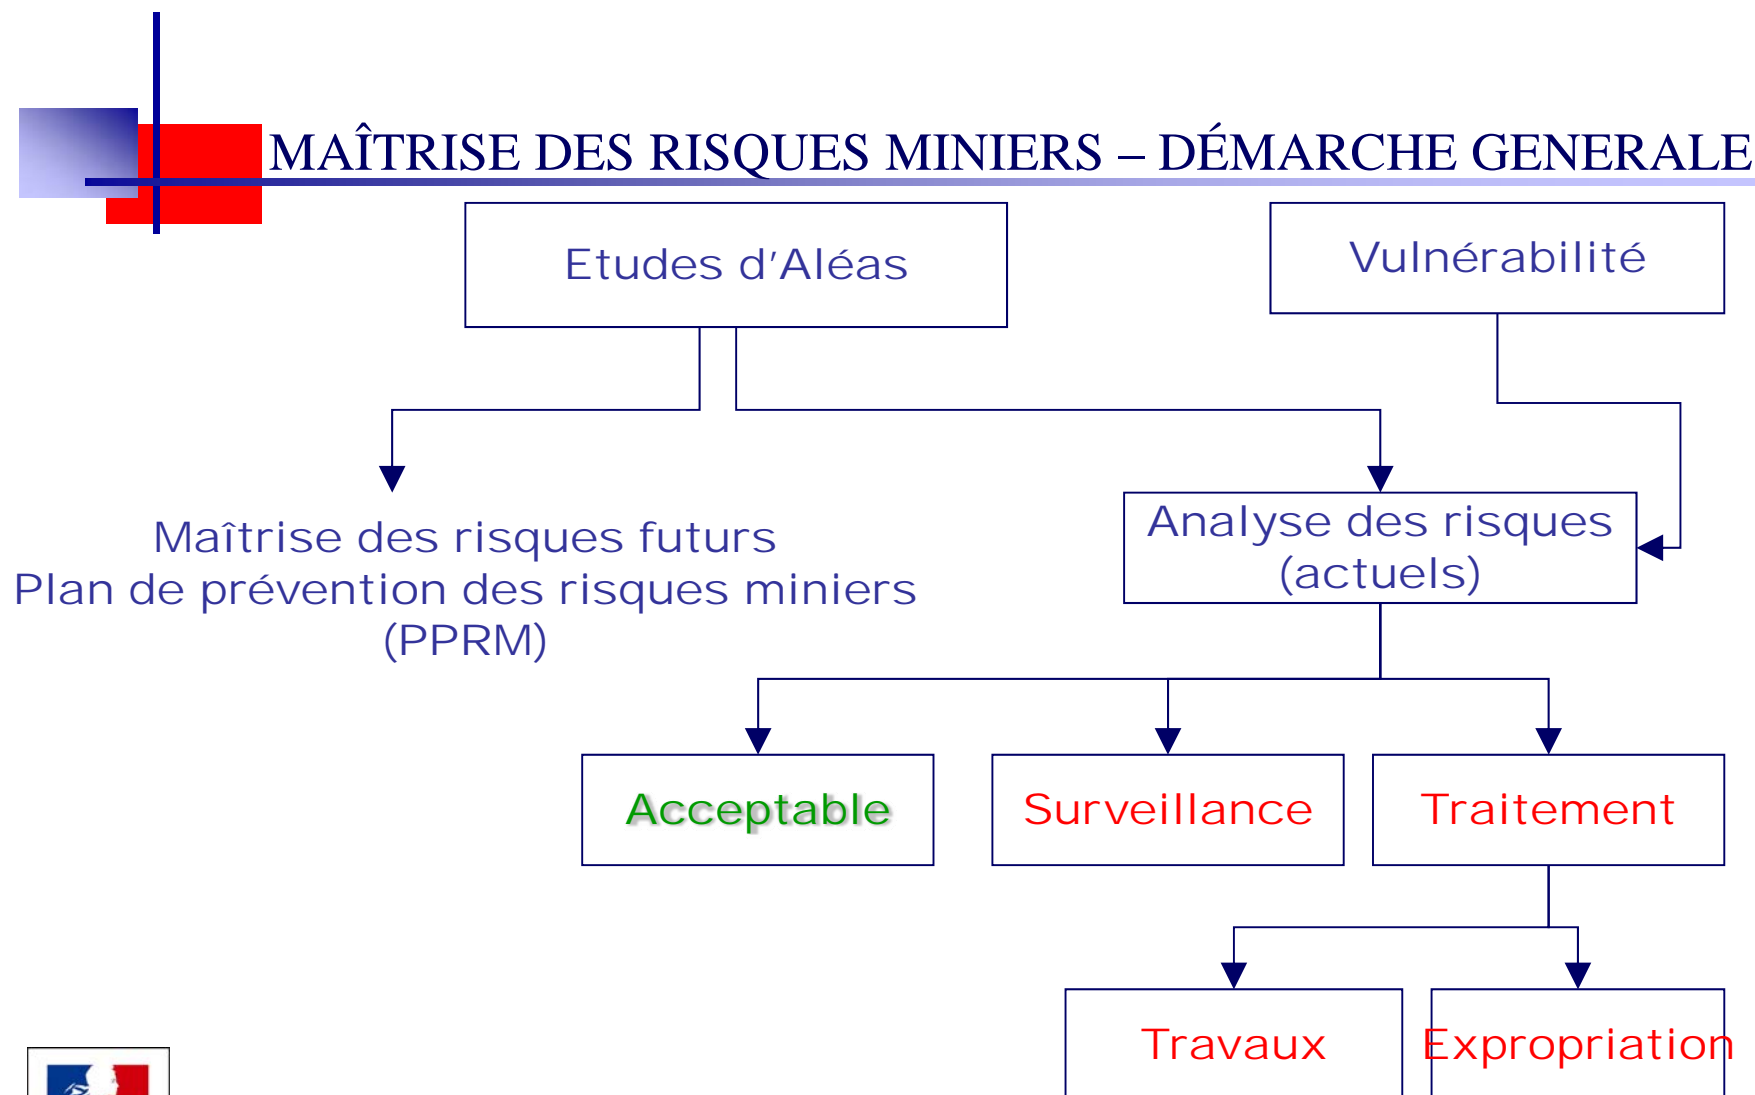 MAÎTRISE DES RISQUES MINIERS – DÉMARCHE GENERALE
Etudes d'Aléas
Vulnérabilité
Maîtrise des risques futurs
Plan de prévention des risques miniers
(PPRM)
Analyse des risques
(actuels)
Acceptable
Surveillance
Traitement
Travaux
Expropriation